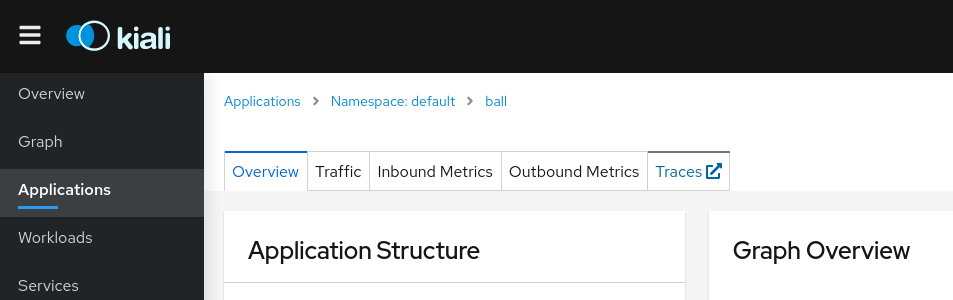 kiali
Overview
Graph
Applications
Workloads
Services
Applications > Namespace: default > ball
Overview Traffic Inbound Metrics Outbound Metrics Traces
Application Structure
Graph Overview